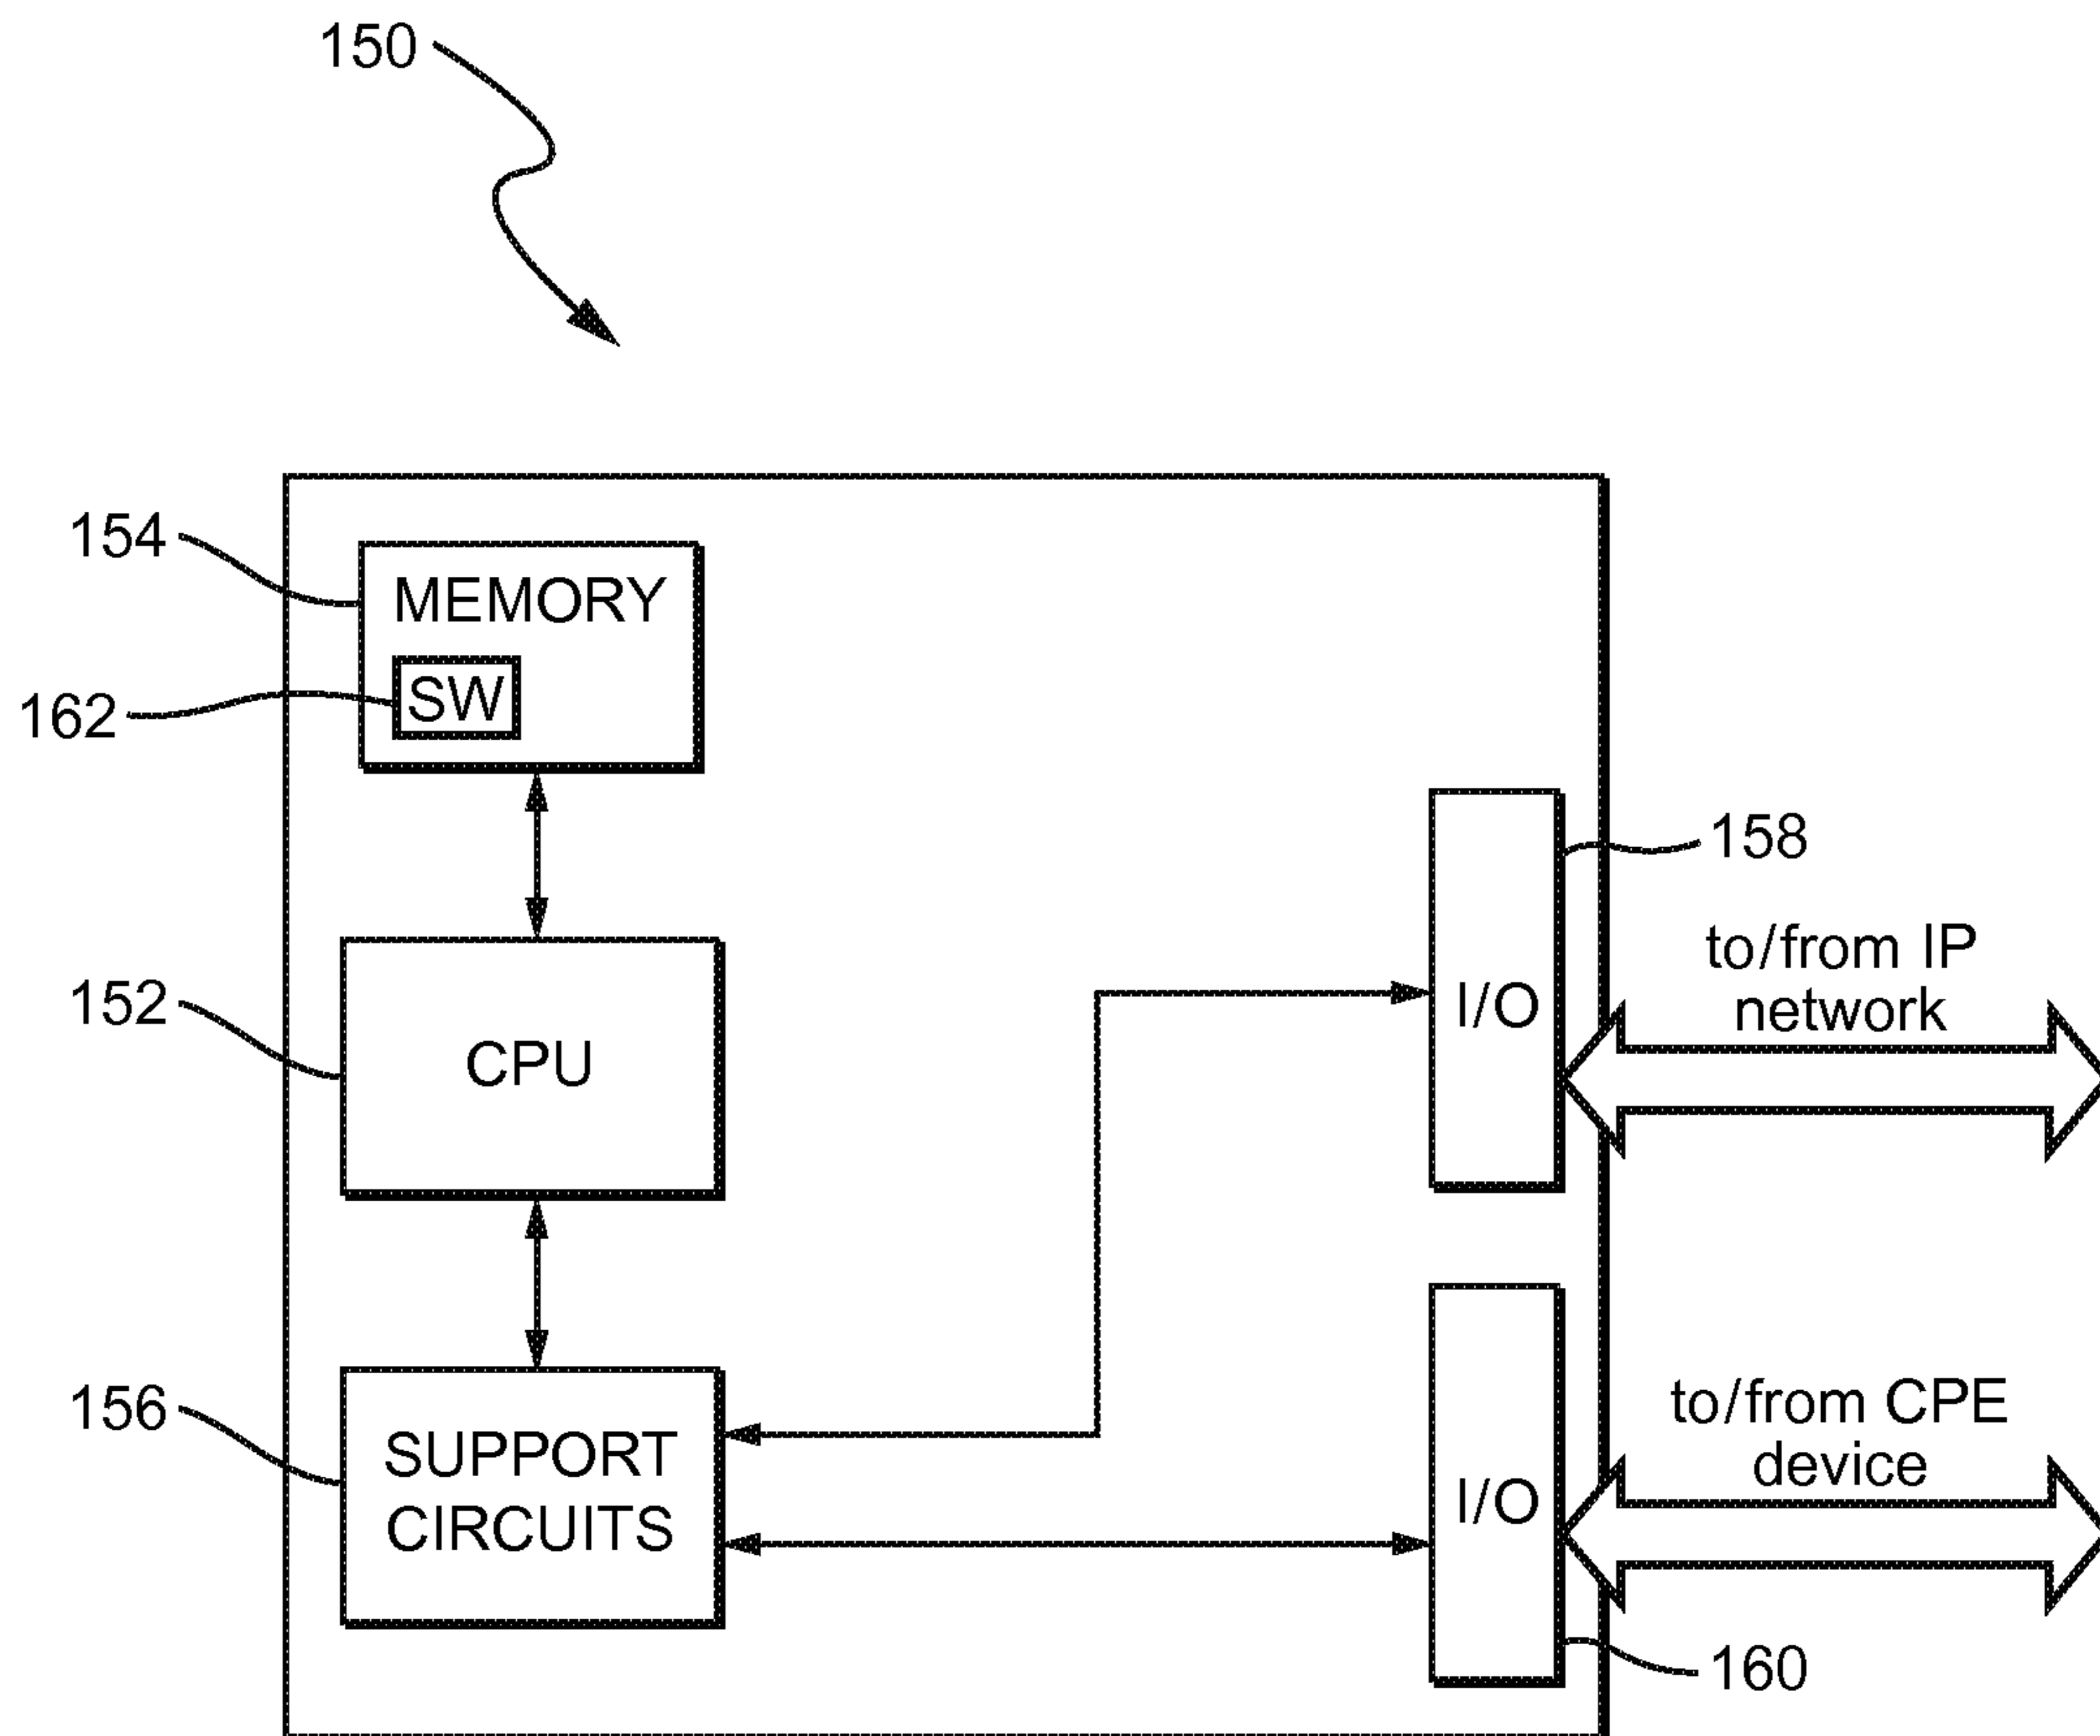 150
154
MEMORY
SW
162
158
to/from IP
network
152
I/O
CPU
156
SUPPORT
CIRCUITS
to/from CPE
device
I/O
160